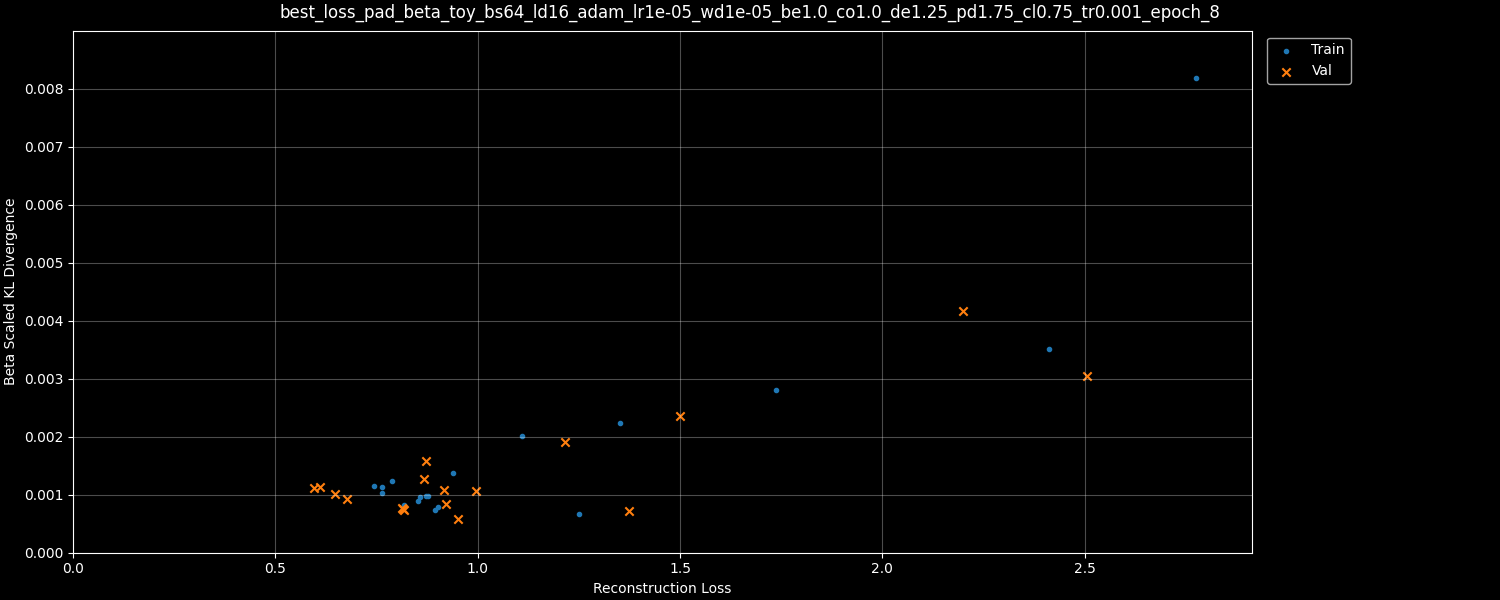 best_loss_pad_beta_toy_bs64_ld16_adam_lr1e-05_wd1e-05_be1.0_co1.0_de1.25_pd1.75_cl0.75_tr0.001_epoch_8
Train
Val
Beta Scaled KL Divergence
0.008
0.007
0.006
0.005
0.004
0.003
0.002
0.001
0.000
0.0 0.5 1.0 1.5 2.0 2.5
Reconstruction Loss